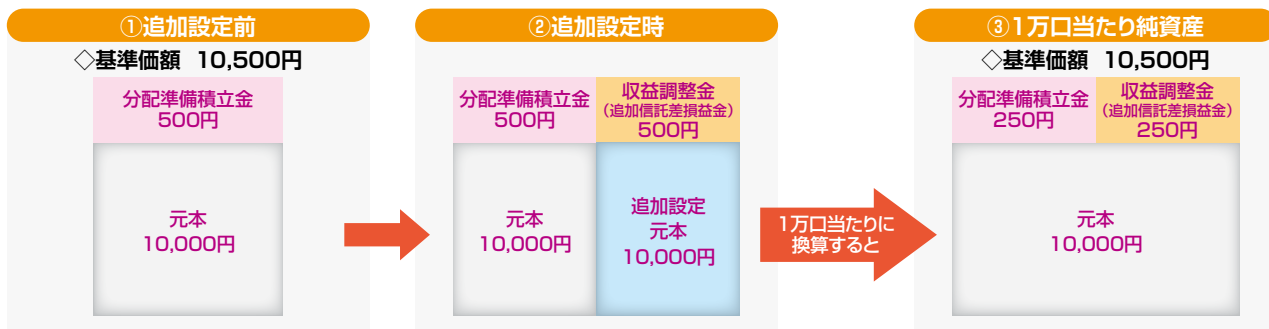 ①追加設定前
◇基準価額 10,500円
分配準備積立金
500円
元本
10,000円
②追加設定時
分配準備積立金
500円
収益調整金
(追加信託差損益金)
500円
元本
10,000円
追加設定
元本
10,000円
1万口当たりに
換算すると
③1万口当たり純資産
◇基準価額 10,500円
分配準備積立金
250円
収益調整金
(追加信託差損益金)
250円
元本
10,000円